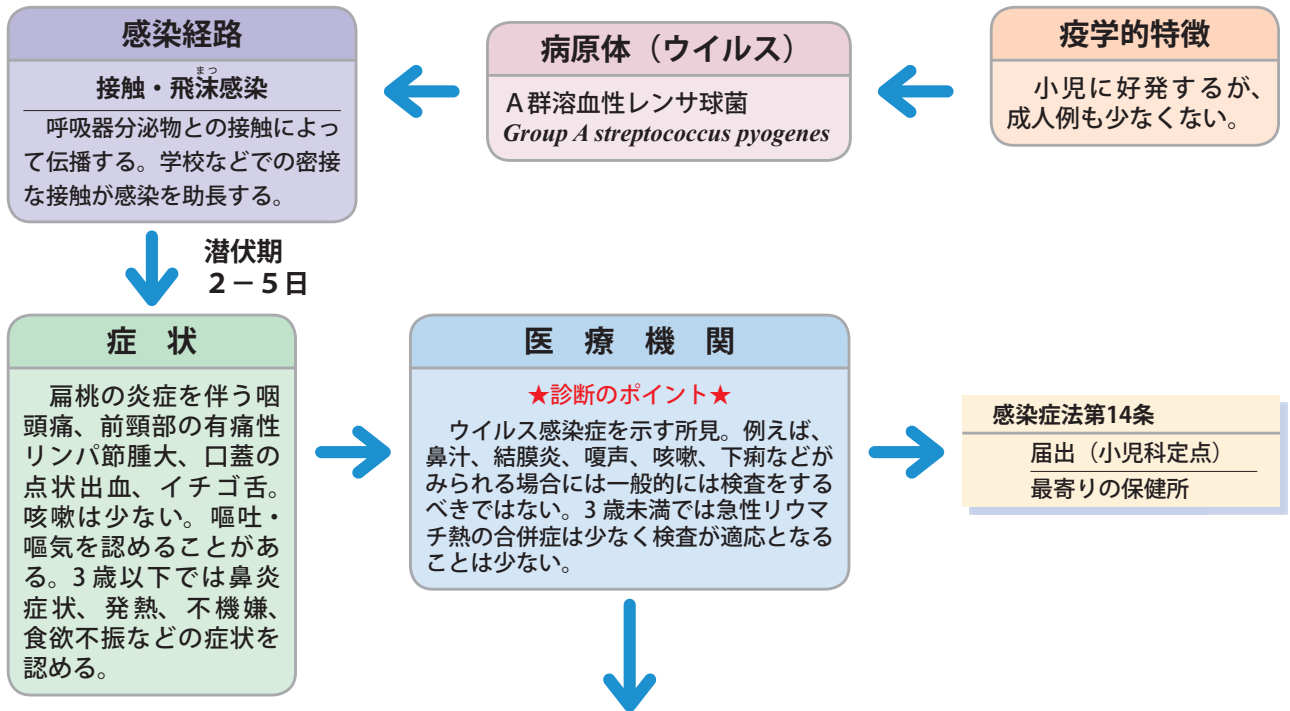 感染経路
接触・飛沫感染
まつ
呼吸器分泌物との接触によっ
て伝播する。学校などでの密接
な接触が感染を助長する。
病原体（ウイルス）
A 群溶血性レンサ球菌
Group A streptococcus pyogenes
疫学的特徴
小児に好発するが、
成人例も少なくない。
潜伏期
２－５日
症　状
扁桃の炎症を伴う咽
頭痛、前頸部の有痛性
リンパ節腫大、口蓋の
点状出血、イチゴ舌。
咳嗽は少ない。嘔吐・
嘔気を認めることがあ
る。3 歳以下では鼻炎
症状、発熱、不機嫌、
食欲不振などの症状を
認める。
医　療　機　関
★診断のポイント★
ウイルス感染症を示す所見。例えば、
鼻汁、結膜炎、嗄声、咳嗽、下痢などが
みられる場合には一般的には検査をする
べきではない。3 歳未満では急性リウマ
チ熱の合併症は少なく検査が適応となる
ことは少ない。
感染症法第14条
届出（小児科定点）
最寄りの保健所